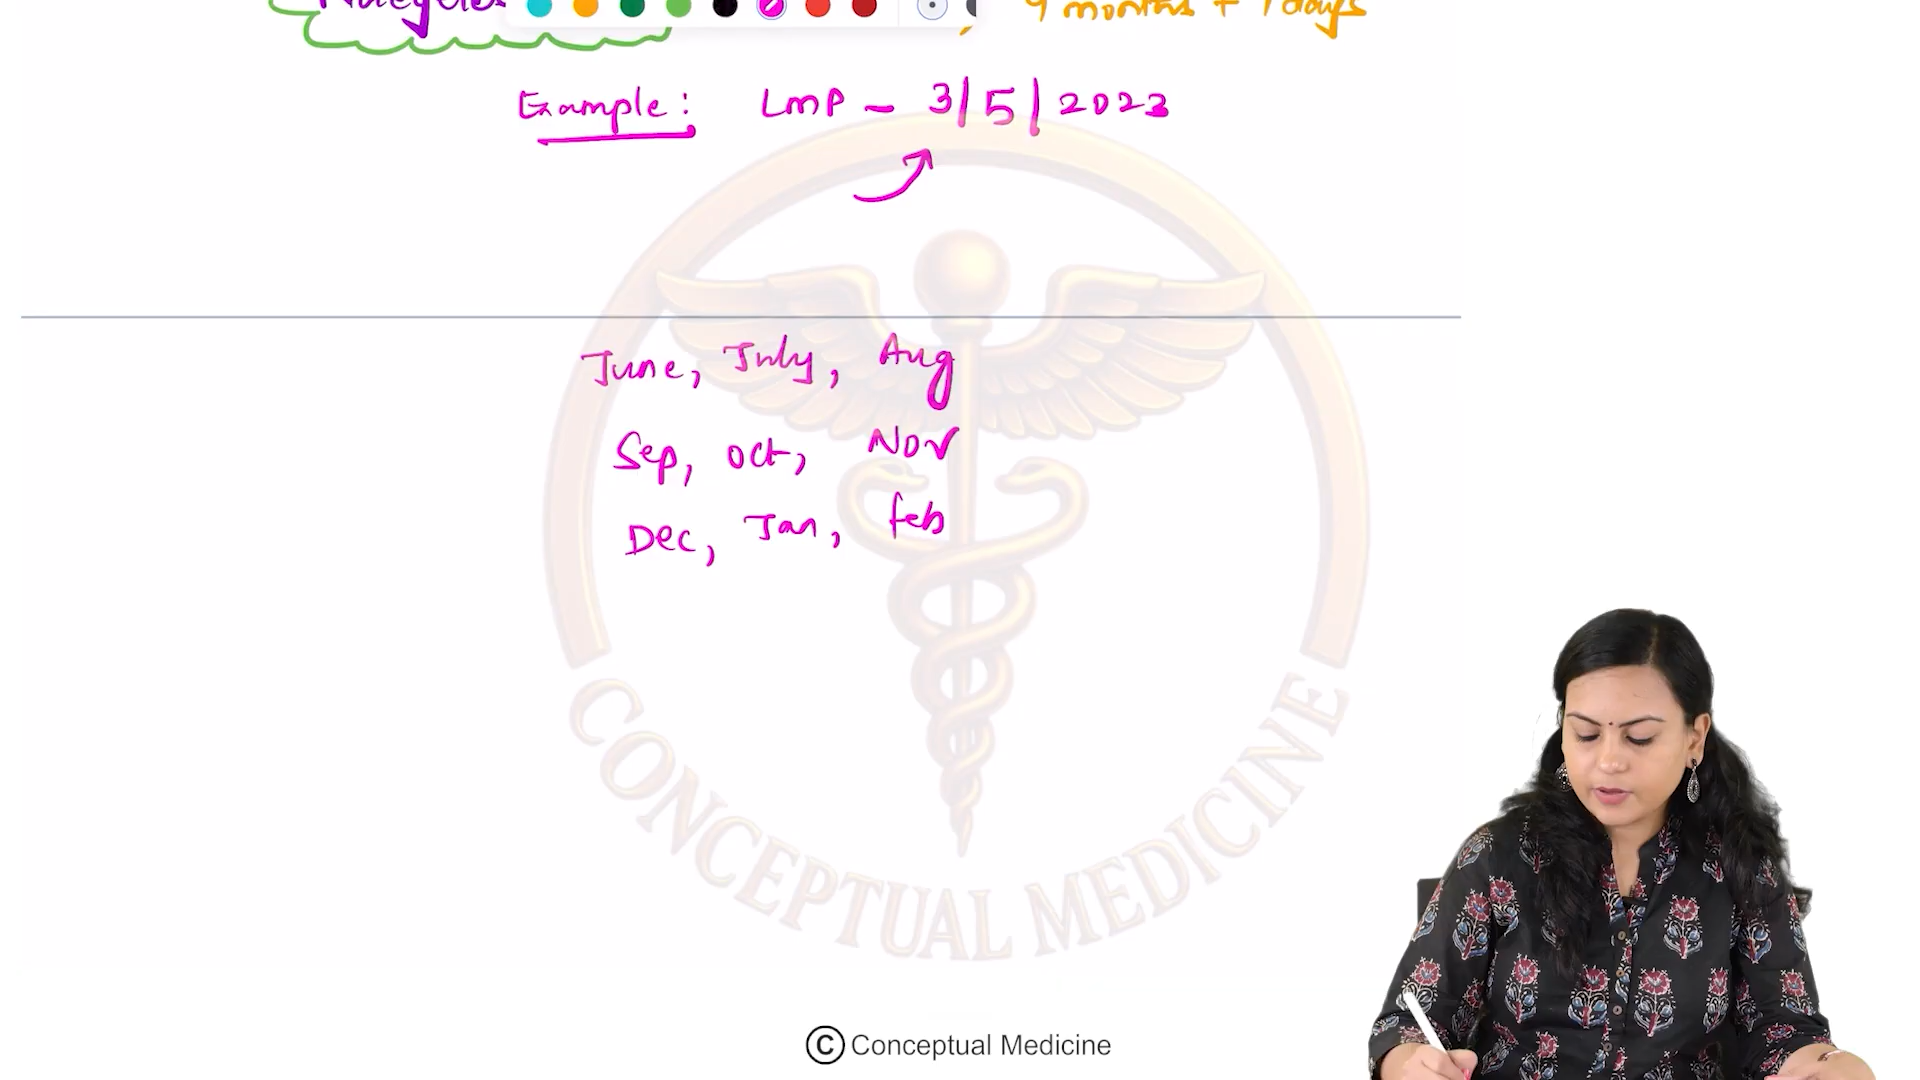 9 months + 7 days
Example: LMP - 3/5/2023
June, July, Aug
Sep, Oct, Nov
Dec, Jan, feb
CONCEPTUAL MEDICINE
© Conceptual Medicine